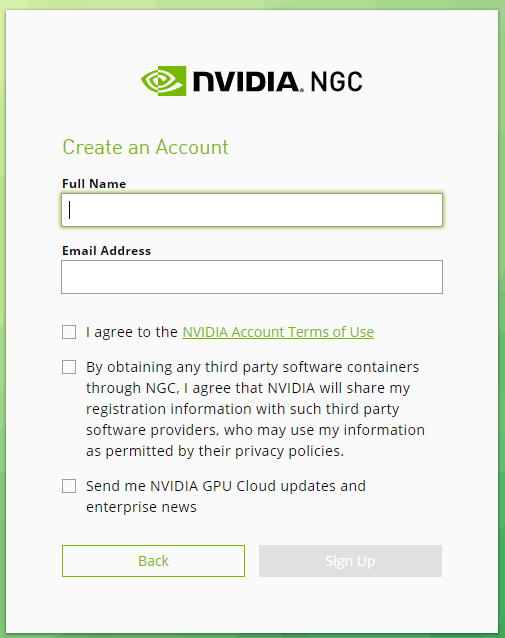 NVIDIA. NGC
Create an Account
Full Name
Email Address
I agree to the NVIDIA Account Terms of Use
By obtaining any third party software containers
through NGC, I agree that NVIDIA will share my
registration information with such third party
software providers, who may use my information
as permitted by their privacy policies.
Send me NVIDIA GPU Cloud updates and
enterprise news
Back
Sign Up